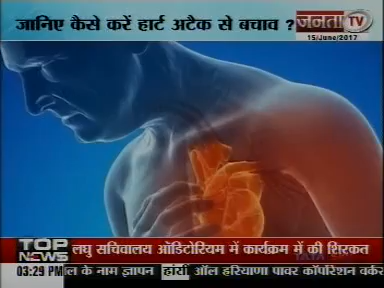 जानिए कैसे करें हार्ट अटैक से बचाव ?
जनता TV
15/June/2017
TOP NEWS
लघु सचिवालय ऑडिटोरियम में कार्यक्रम में की शिरकत
03:29 PM
ल के नाम ज्ञापन हांसी ऑल हरियाणा पावर कॉरपोरेशन वर्कर